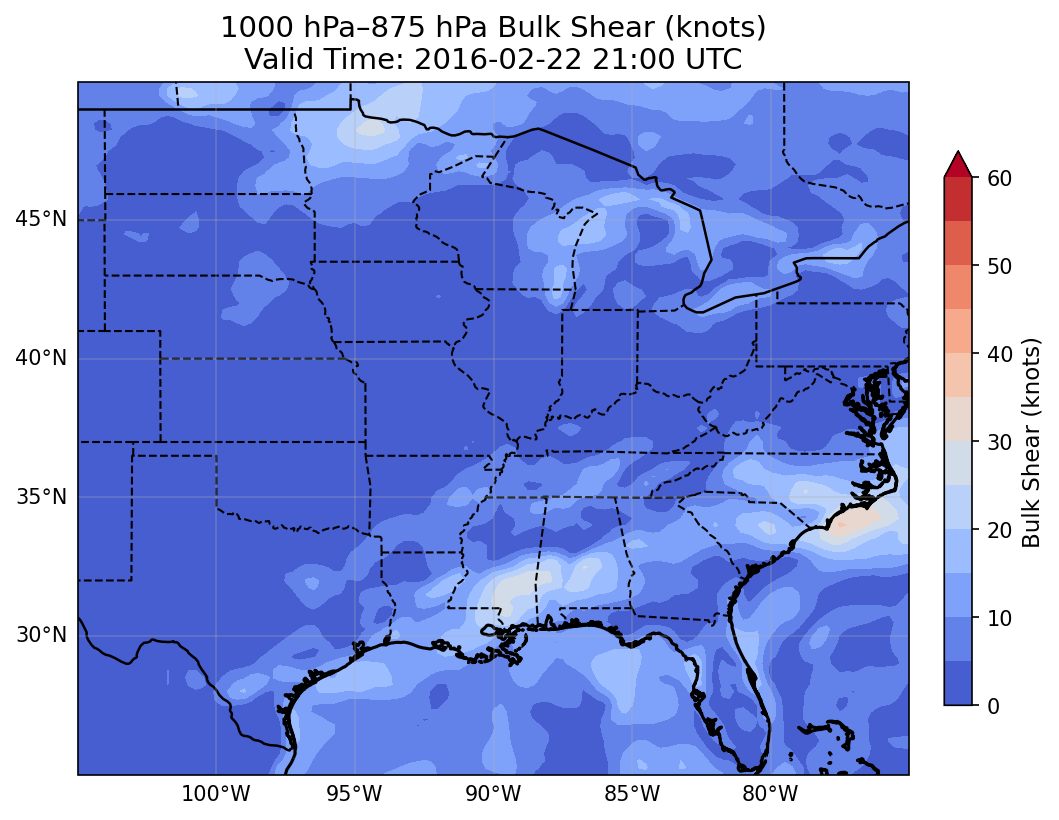 1000 hPa–875 hPa Bulk Shear (knots)
Valid Time: 2016-02-22 21:00 UTC
45°N
40°N
35°N
30°N
100°W
95°W
90°W
85°W
80°W
60
50
40
30
20
10
0
Bulk Shear (knots)